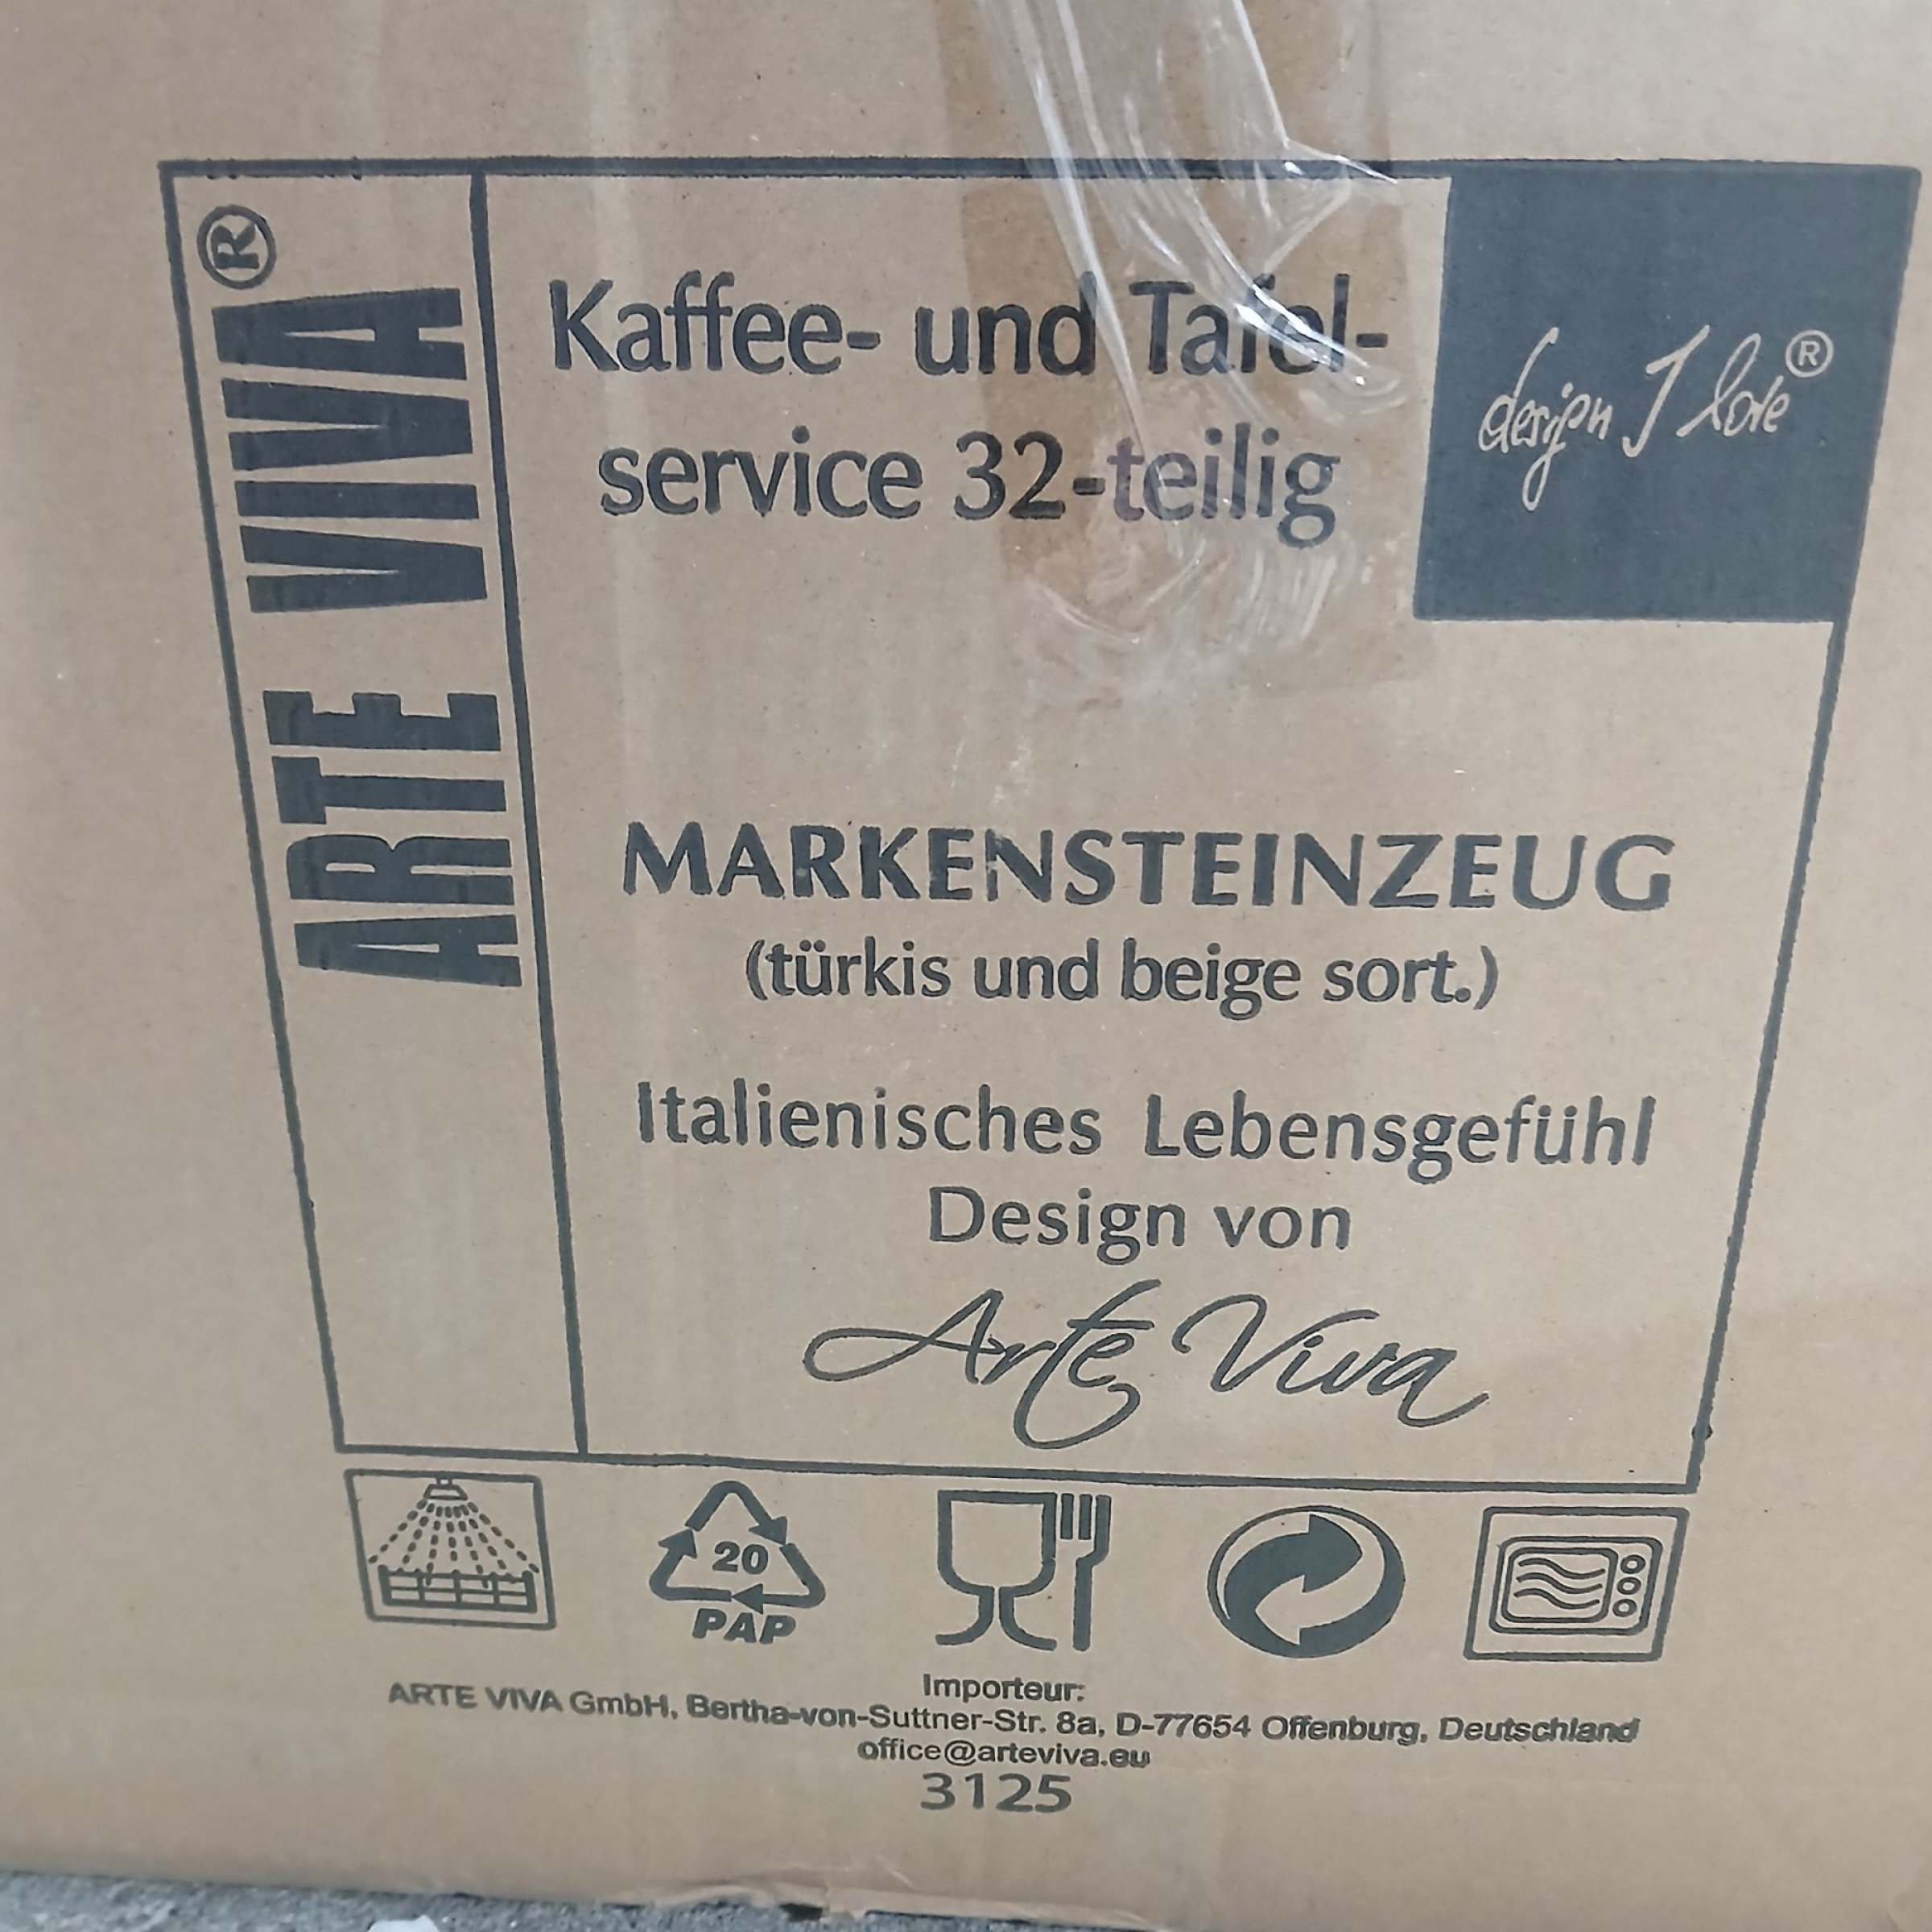 ARTE VIVA®
Kaffee- und Tafel-
service 32-teilig
design I love®
MARKENSTEINZEUG
(türkis und beige sort.)
Italienisches Lebensgefühl
Design von
Arte Viva
20
PAP
Importeur:
ARTE VIVA GmbH, Bertha-von-Suttner-Str. 8a, D-77654 Offenburg, Deutschland
office@arteviva.eu
3125